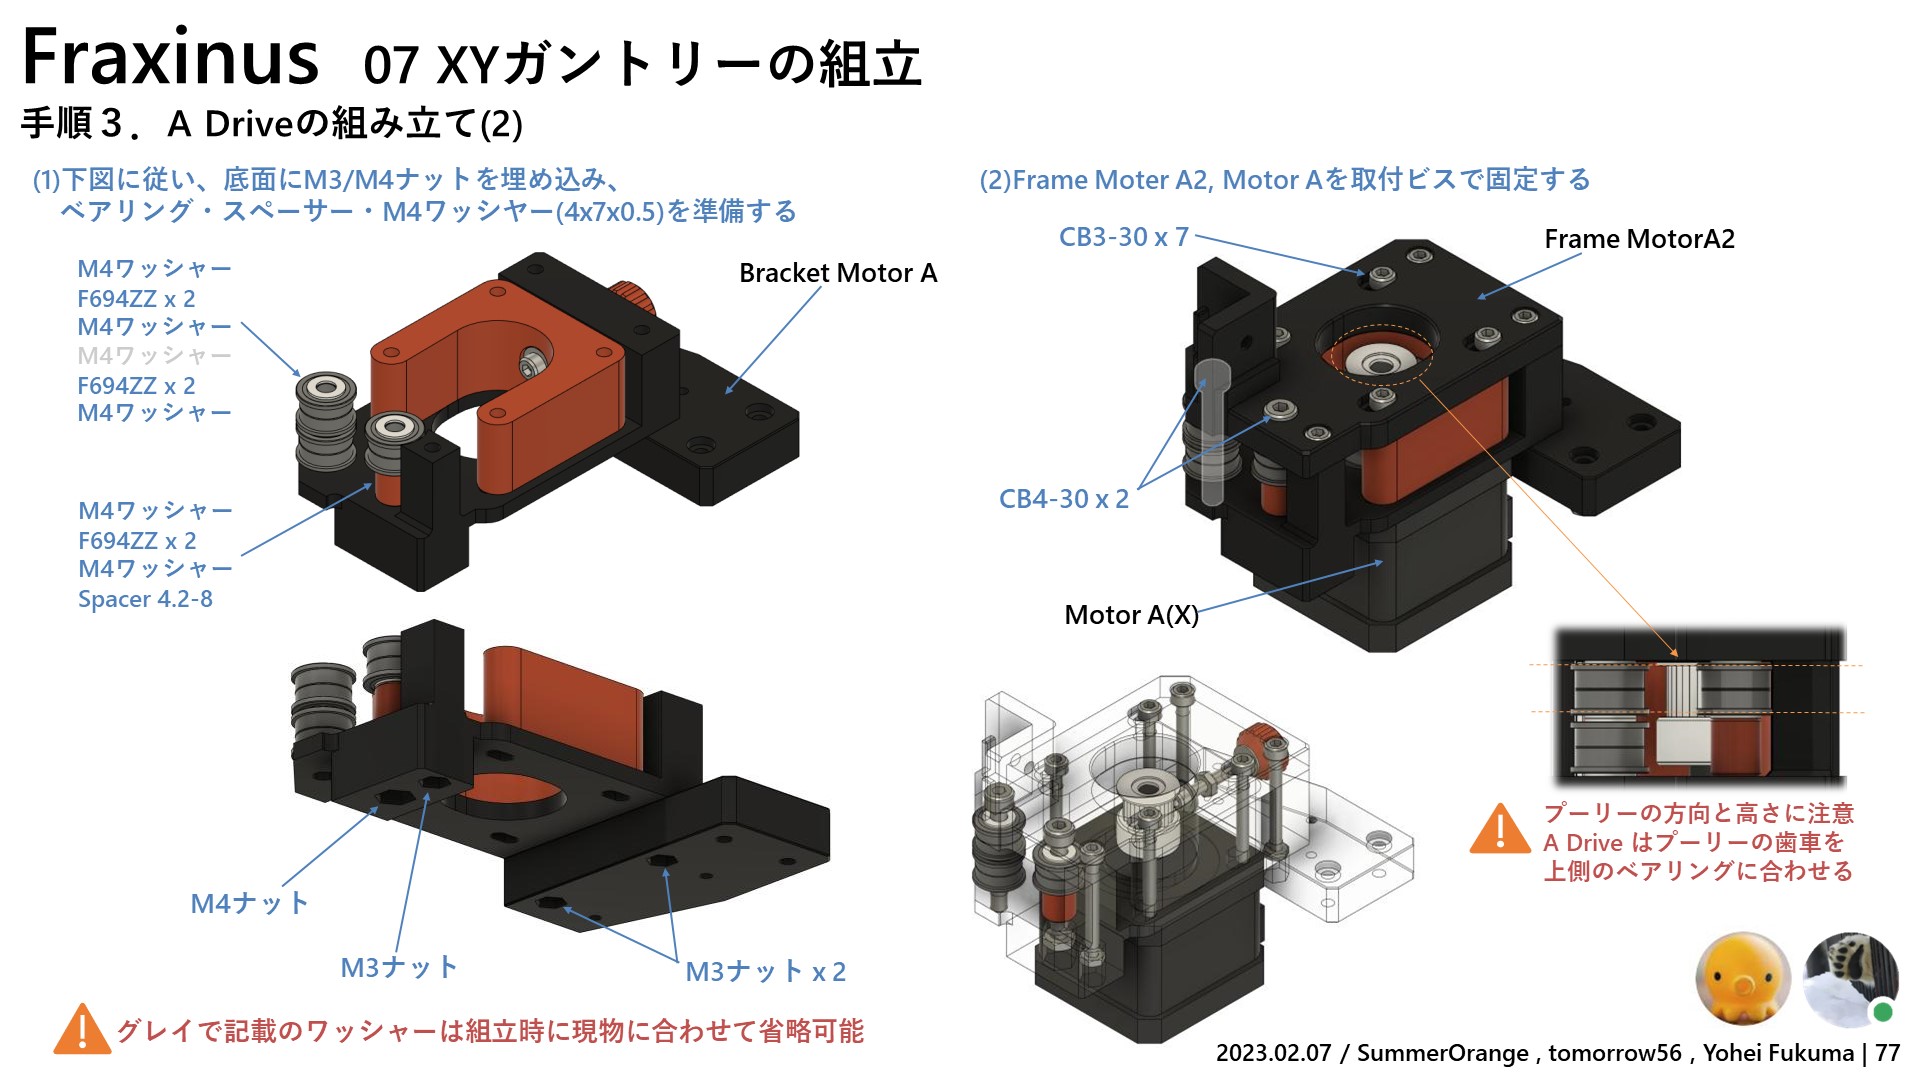 Fraxinus 07 XYガントリーの組立
手順３．A Driveの組み立て(2)
(1)下図に従い、底面にM3/M4ナットを埋め込み、
ベアリング・スペーサー・M4ワッシヤー(4x7x0.5)を準備する
M4ワッシャー
F694ZZ x 2
M4ワッシャー
M4ワッシャー
F694ZZ x 2
M4ワッシャー
Bracket Motor A
M4ワッシャー
F694ZZ x 2
M4ワッシャー
Spacer 4.2-8
M4ナット
M3ナット
M3ナット x 2
グレイで記載のワッシャーは組立時に現物に合わせて省略可能
(2)Frame Moter A2, Motor Aを取付ビスで固定する
CB3-30 x 7
Frame MotorA2
CB4-30 x 2
Motor A(X)
プーリーの方向と高さに注意
A Drive はプーリーの歯車を
上側のベアリングに合わせる
2023.02.07 / SummerOrange , tomorrow56 , Yohei Fukuma | 77